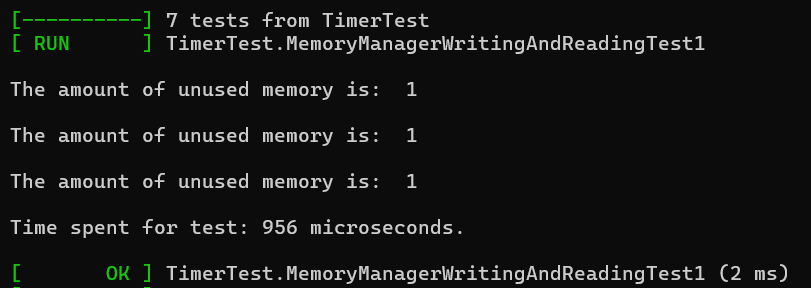 [----------] 7 tests from TimerTest
[ RUN      ] TimerTest.MemoryManagerWritingAndReadingTest1
The amount of unused memory is:  1
The amount of unused memory is:  1
The amount of unused memory is:  1
Time spent for test: 956 microseconds.
[       OK ] TimerTest.MemoryManagerWritingAndReadingTest1 (2 ms)